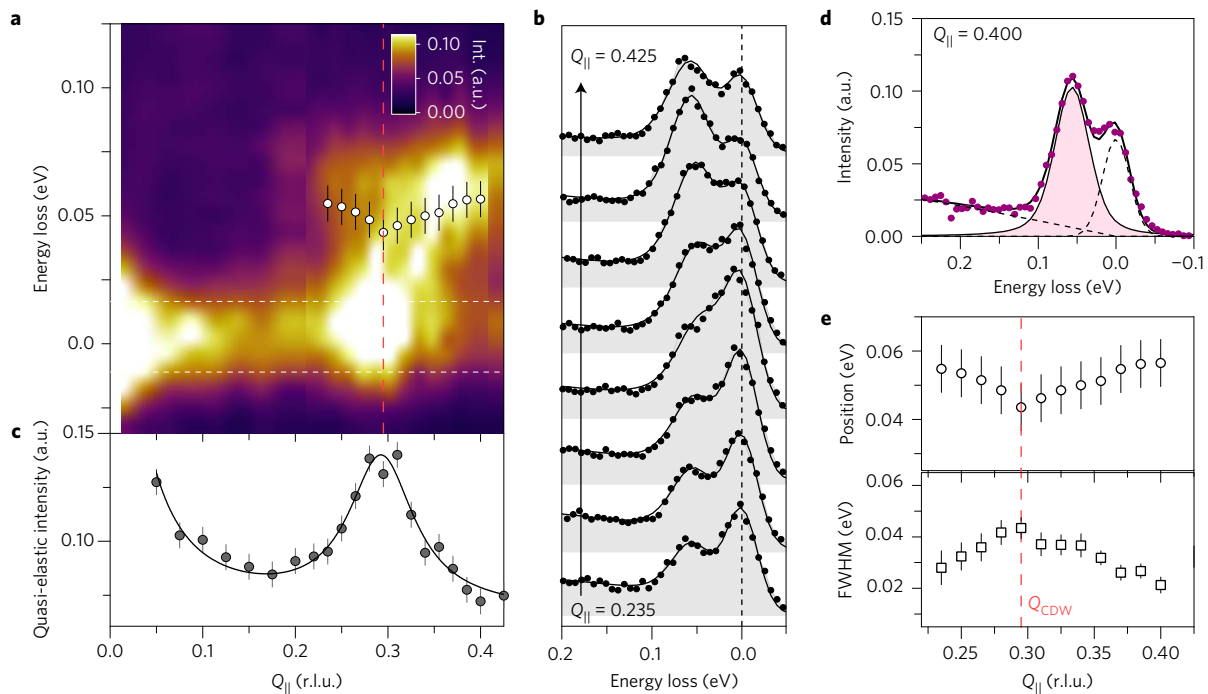 a
0.10
0.05
0.0
Energy loss (eV)
0.10
0.05
0.00
Int. (a.u.)
c
0.15
0.10
Quasi-elastic intensity (a.u.)
0.0
0.1
0.2
0.3
0.4
Q|| (r.l.u.)
b
Q|| = 0.425
Q|| = 0.235
0.2
0.1
0.0
Energy loss (eV)
d
Q|| = 0.400
0.15
0.10
0.05
0.00
Intensity (a.u.)
0.2
0.1
0.0
-0.1
Energy loss (eV)
e
0.06
0.04
Position (eV)
0.06
0.04
0.02
FWHM (eV)
QCDW
0.25
0.30
0.35
0.40
Q|| (r.l.u.)